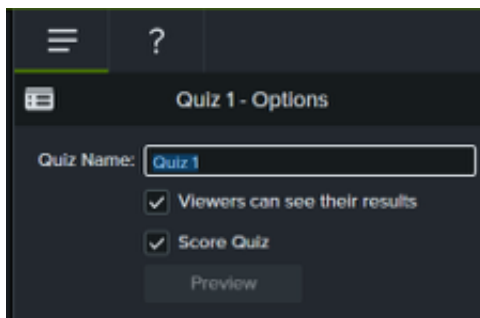 ?
Quiz 1 - Options
Quiz Name: Quiz 1
Viewers can see their results
Score Quiz
Preview